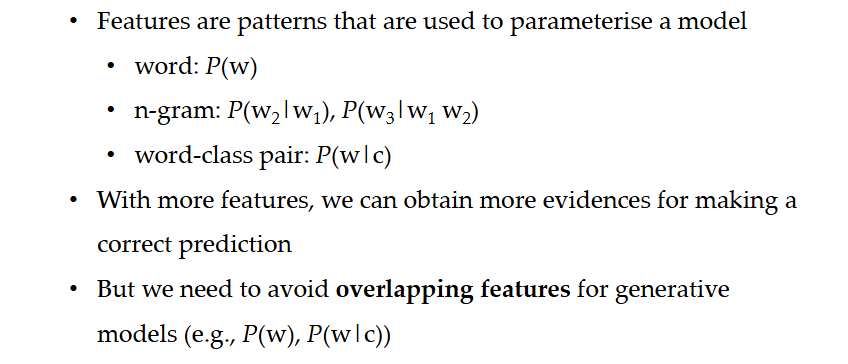 • Features are patterns that are used to parameterise a model
• word: P(w)
• n-gram: P(w₂|w₁), P(w₃|w₁ w₂)
• word-class pair: P(w|c)
• With more features, we can obtain more evidences for making a
correct prediction
• But we need to avoid overlapping features for generative
models (e.g., P(w), P(w|c))